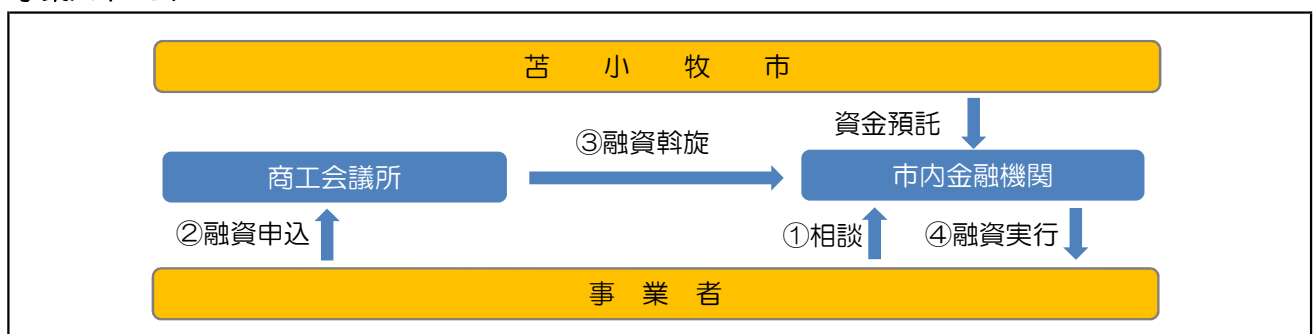 苫小牧市
資金預託
③融資斡旋
商工会議所
市内金融機関
②融資申込
①相談
④融資実行
事業者